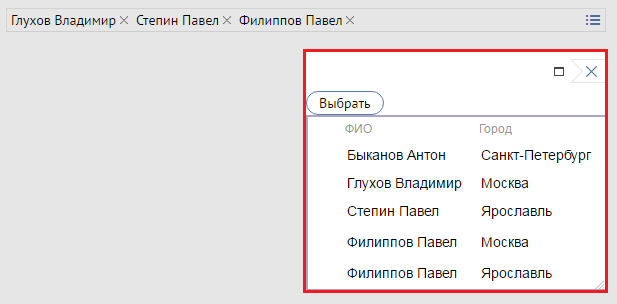 Глухов Владимир Степин Павел Филиппов Павел
Выбрать
ФИО Город
Быканов Антон Санкт-Петербург
Глухов Владимир Москва
Степин Павел Ярославль
Филиппов Павел Москва
Филиппов Павел Ярославль